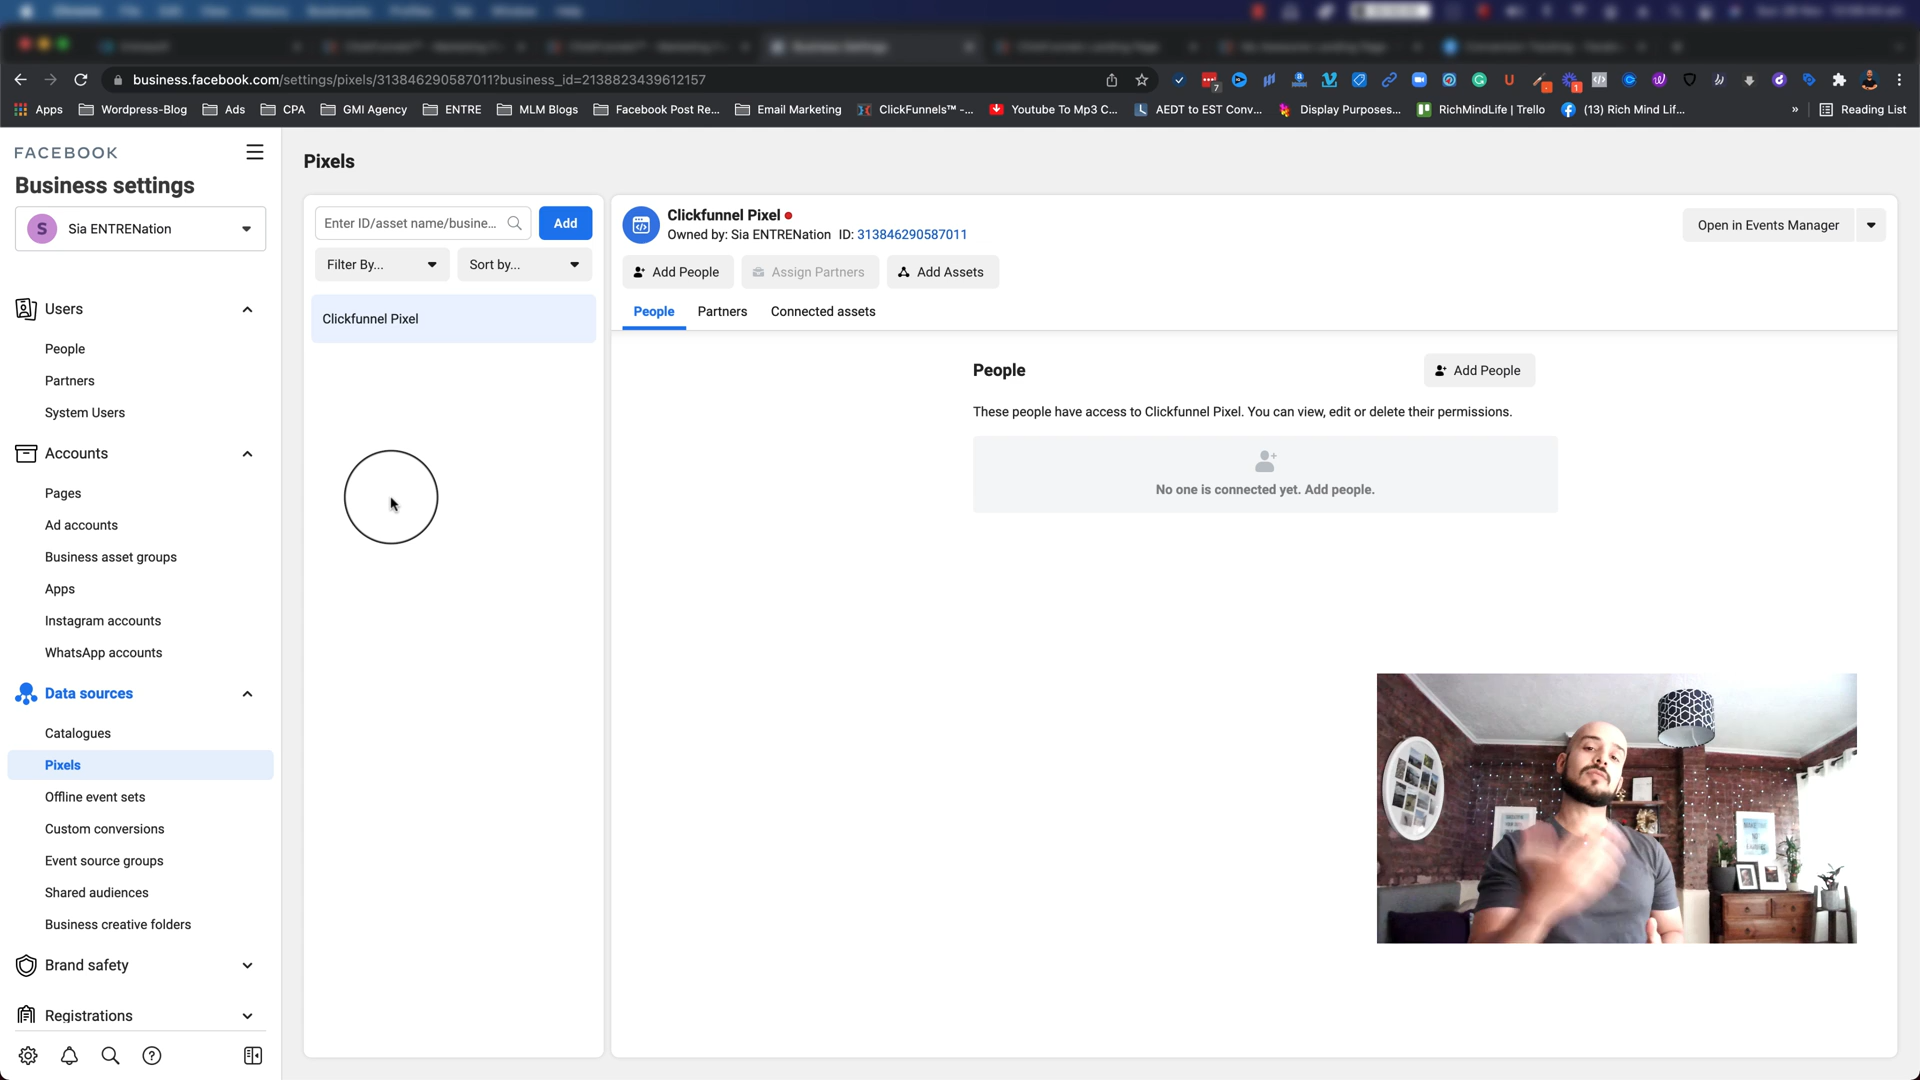 business.facebook.com/settings/pixels/313846290587011?business_id=2138823439612157
7
1
Apps
Wordpress-Blog
Ads
CPA
GMI Agency
ENTRE
MLM Blogs
Facebook Post Re...
Email Marketing
ClickFunnels™ -...
Youtube To Mp3 C...
AEDT to EST Conv...
Display Purposes...
RichMindLife | Trello
(13) Rich Mind Lif...
»
Reading List
FACEBOOK
Business settings
S
Sia ENTRENation
Users
People
Partners
System Users
Accounts
Pages
Ad accounts
Business asset groups
Apps
Instagram accounts
WhatsApp accounts
Data sources
Catalogues
Pixels
Offline event sets
Custom conversions
Event source groups
Shared audiences
Business creative folders
Brand safety
Registrations
Pixels
Enter ID/asset name/busine...
Add
Filter By...
Sort by...
Clickfunnel Pixel
Clickfunnel Pixel
Owned by: Sia ENTRENation ID: 313846290587011
Open in Events Manager
Add People
Assign Partners
Add Assets
People
Partners
Connected assets
People
Add People
These people have access to Clickfunnel Pixel. You can view, edit or delete their permissions.
No one is connected yet. Add people.